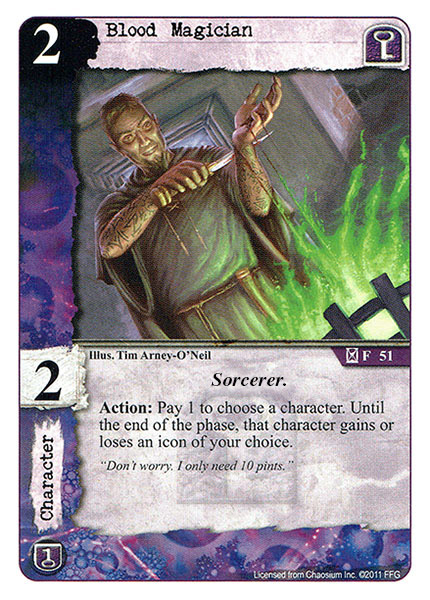 2
Blood Magician
Illus. Tim Arney-O'Neil
F 51
2
Sorcerer.
Action: Pay 1 to choose a character. Until
the end of the phase, that character gains or
loses an icon of your choice.
"Don't worry. I only need 10 pints."
Character
1
Licensed from Chaosium Inc. ©2011 FFG